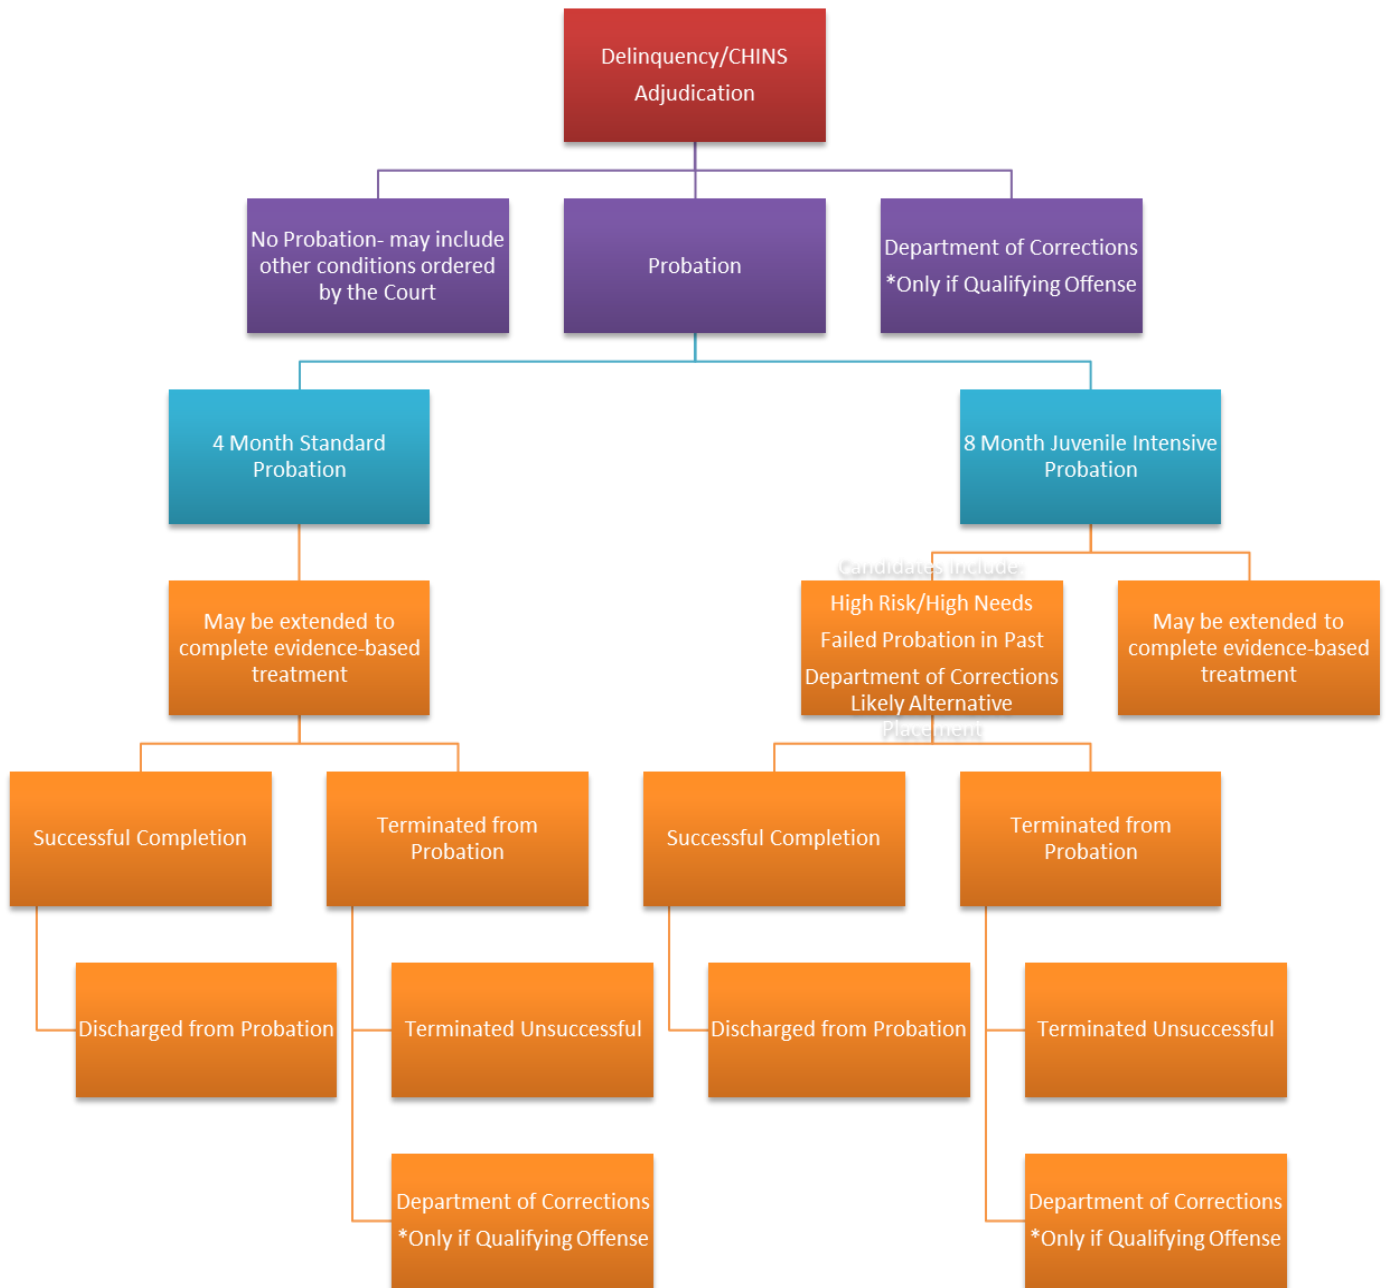 Delinquency/CHINS
Adjudication
No Probation- may include
other conditions ordered
by the Court
Probation
Department of Corrections
*Only if Qualifying Offense
4 Month Standard
Probation
8 Month Juvenile Intensive
Probation
May be extended to
complete evidence-based
treatment
Candidates Include:
High Risk/High Needs
Failed Probation in Past
Department of Corrections
Likely Alternative
Placement
May be extended to
complete evidence-based
treatment
Successful Completion
Terminated from
Probation
Successful Completion
Terminated from
Probation
Discharged from Probation
Terminated Unsuccessful
Discharged from Probation
Terminated Unsuccessful
Department of Corrections
*Only if Qualifying Offense
Department of Corrections
*Only if Qualifying Offense